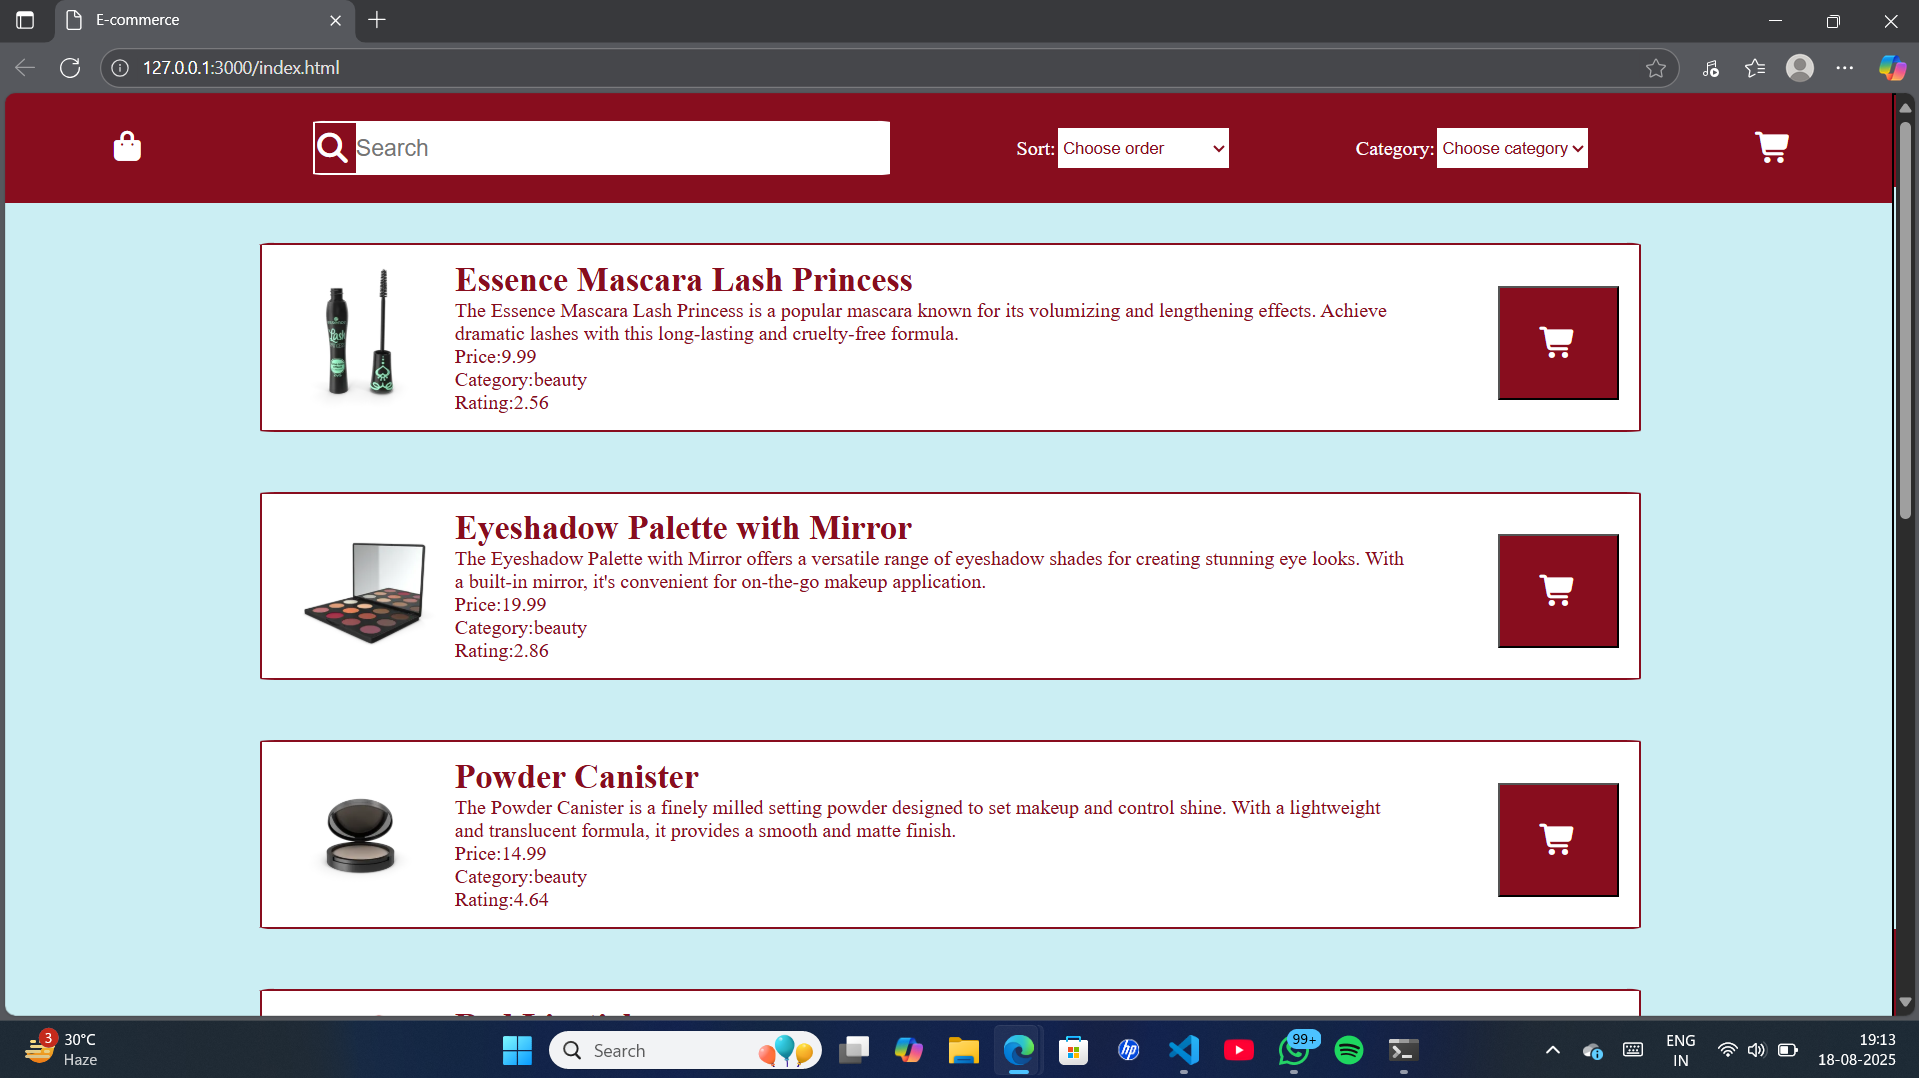 E-commerce
127.0.0.1:3000/index.html
Search
Sort: Choose order
Category: Choose category
Essence Mascara Lash Princess
The Essence Mascara Lash Princess is a popular mascara known for its volumizing and lengthening effects. Achieve
dramatic lashes with this long-lasting and cruelty-free formula.
Price:9.99
Category:beauty
Rating:2.56
Eyeshadow Palette with Mirror
The Eyeshadow Palette with Mirror offers a versatile range of eyeshadow shades for creating stunning eye looks. With
a built-in mirror, it's convenient for on-the-go makeup application.
Price:19.99
Category:beauty
Rating:2.86
Powder Canister
The Powder Canister is a finely milled setting powder designed to set makeup and control shine. With a lightweight
and translucent formula, it provides a smooth and matte finish.
Price:14.99
Category:beauty
Rating:4.64
3
30°C
Haze
Search
hp
99+
ENG
IN
19:13
18-08-2025